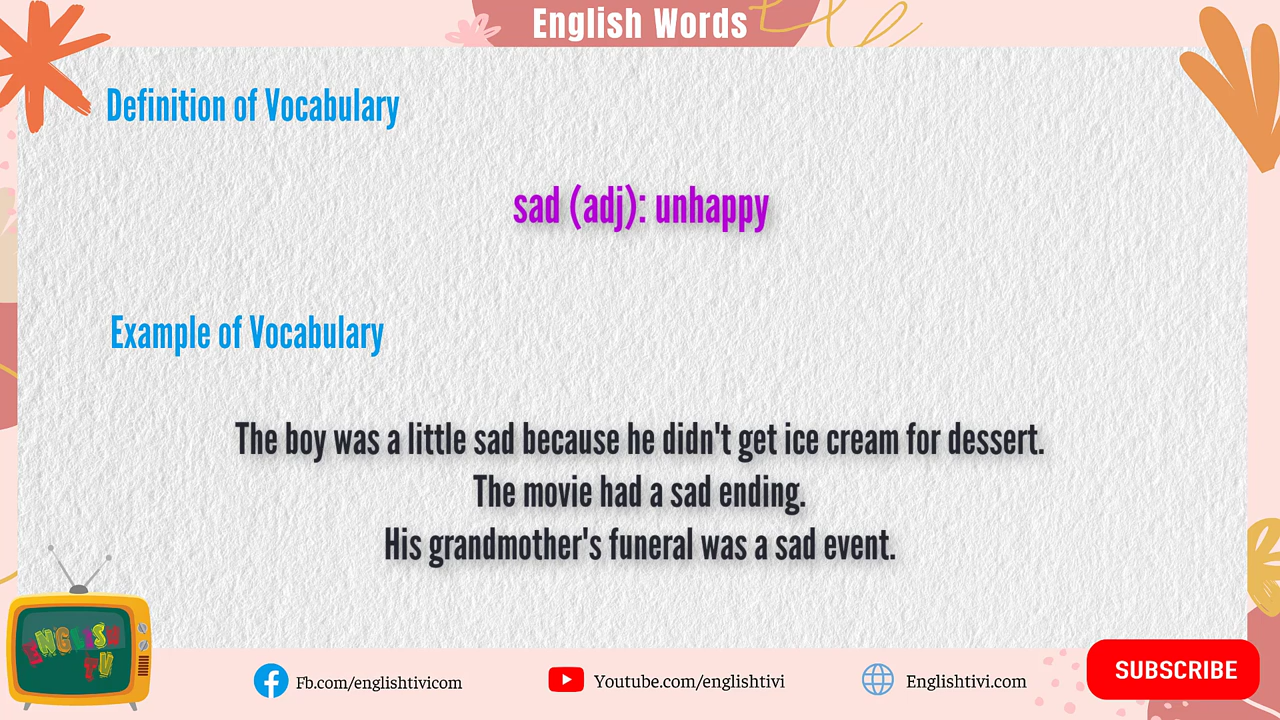 English Words
Definition of Vocabulary
sad (adj): unhappy
Example of Vocabulary
The boy was a little sad because he didn't get ice cream for dessert.
The movie had a sad ending.
His grandmother's funeral was a sad event.
ENGLISH
TV
Fb.com/englishtivicom
Youtube.com/englishtivi
Englishtivi.com
SUBSCRIBE